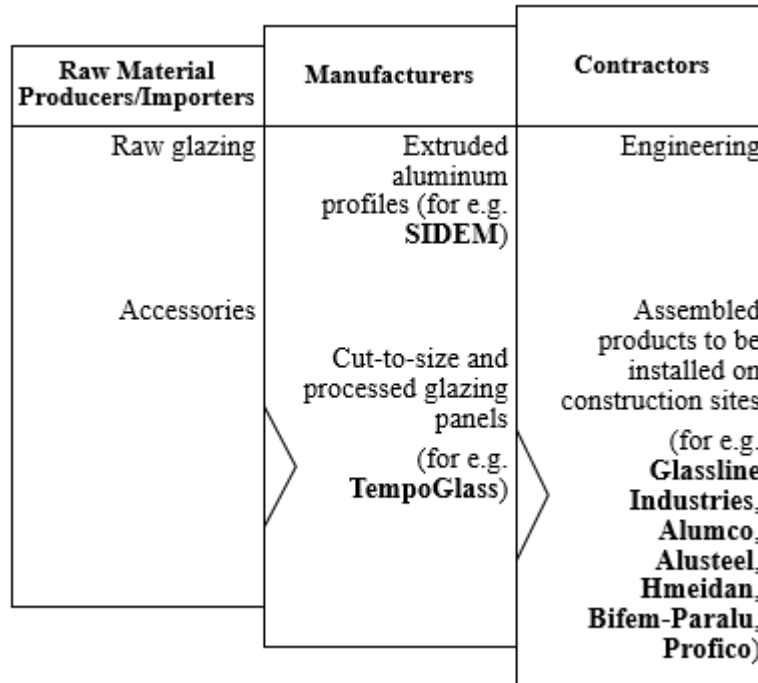 Raw Material
Producers/Importers
Raw glazing
Accessories
Manufacturers
Extruded
aluminum
profiles (for e.g.
SIDEM)
Cut-to-size and
processed glazing
panels
(for e.g.
TempoGlass)
Contractors
Engineering
Assembled
products to be
installed on
construction sites
(for e.g.
Glassline
Industries,
Alumco,
Alusteel,
Hmeidan,
Bifem-Paralu,
Profico)